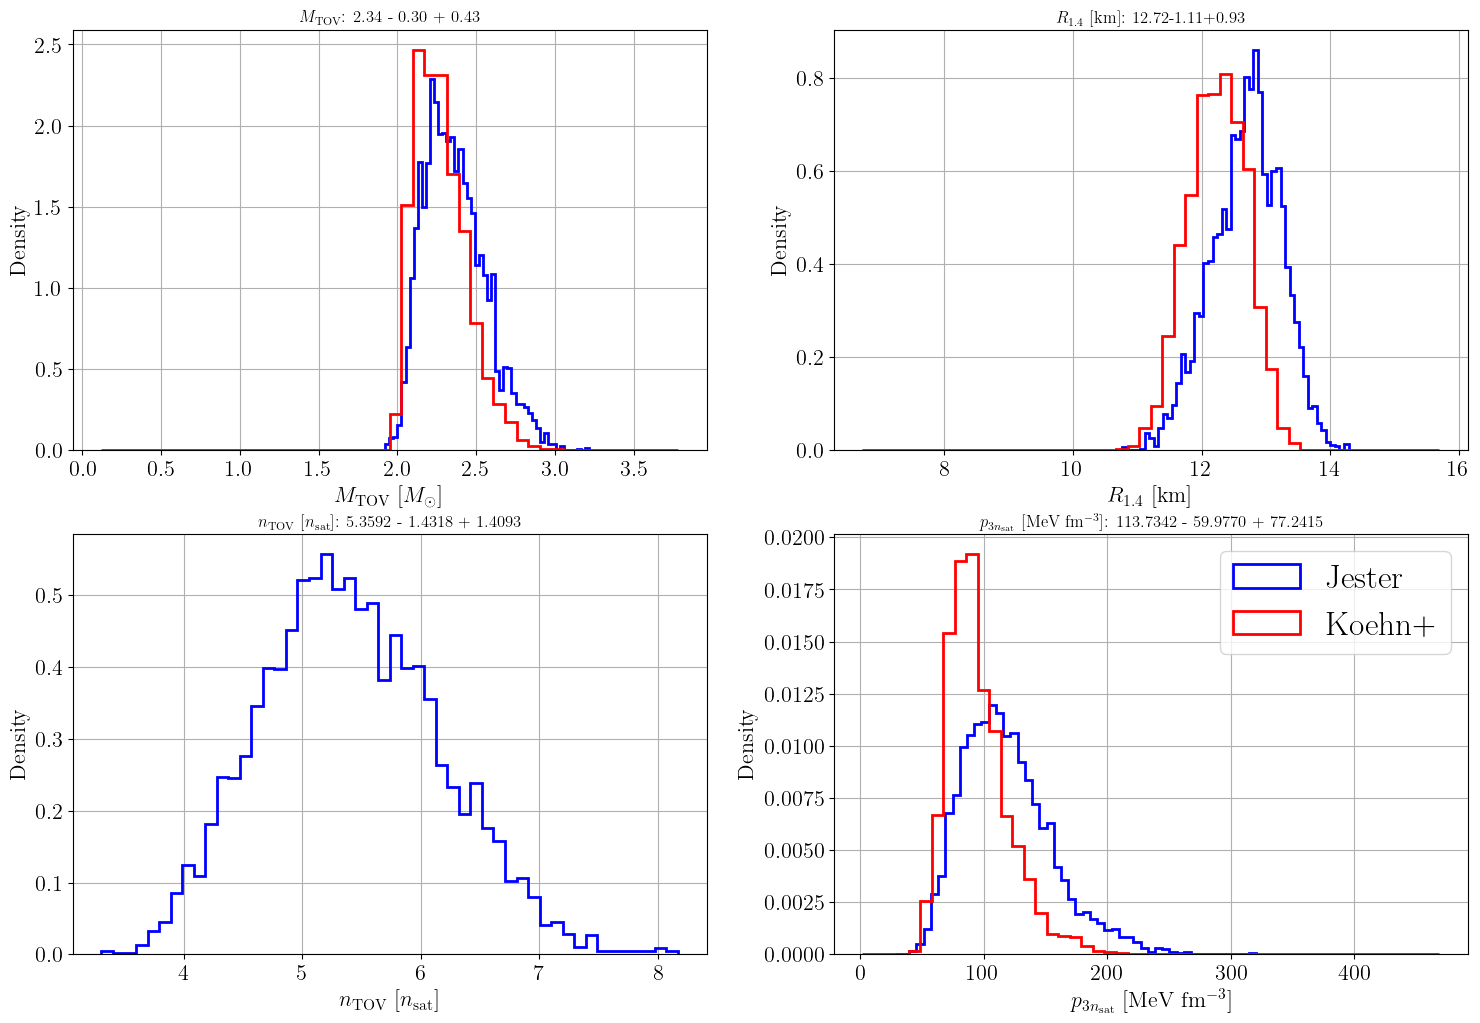 M_TOV: 2.34 - 0.30 + 0.43
2.5
2.0
1.5
1.0
0.5
0.0
Density
0.0 0.5 1.0 1.5 2.0 2.5 3.0 3.5
M_TOV [M_⊙]
R_1.4 [km]: 12.72-1.11+0.93
0.8
0.6
0.4
0.2
0.0
Density
8 10 12 14 16
R_1.4 [km]
n_TOV [n_sat]: 5.3592 - 1.4318 + 1.4093
0.5
0.4
0.3
0.2
0.1
0.0
Density
4 5 6 7 8
n_TOV [n_sat]
p_3n_sat [MeV fm⁻³]: 113.7342 - 59.9770 + 77.2415
0.0200
0.0175
0.0150
0.0125
0.0100
0.0075
0.0050
0.0025
0.0000
Density
Jester
Koehn+
0 100 200 300 400
p_3n_sat [MeV fm⁻³]